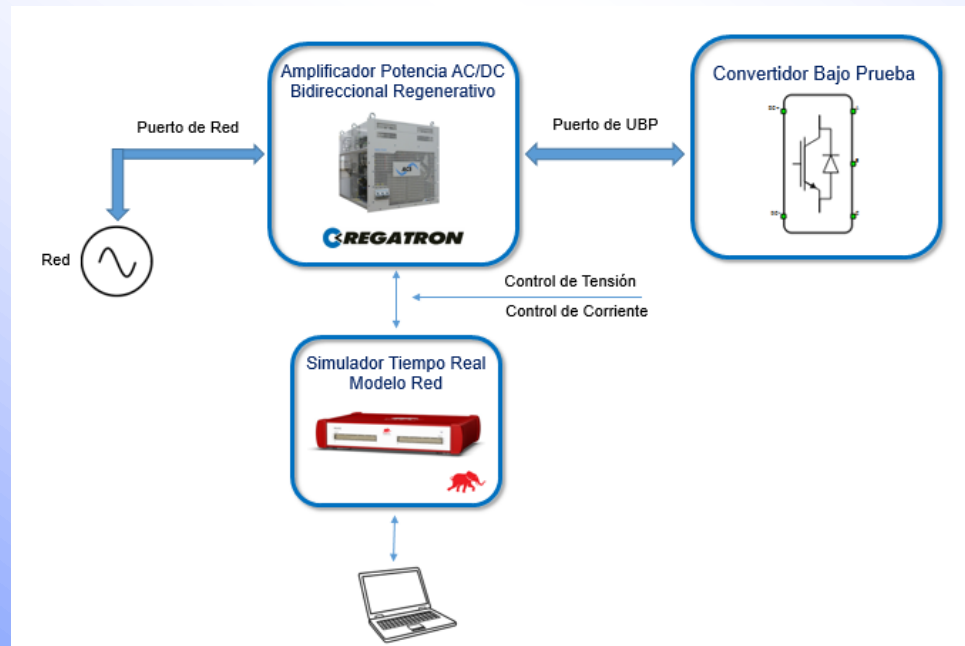 Amplificador Potencia AC/DC
Bidireccional Regenerativo
REGATRON
Convertidor Bajo Prueba
Puerto de Red
Puerto de UBP
Red
Control de Tensión
Control de Corriente
Simulador Tiempo Real
Modelo Red